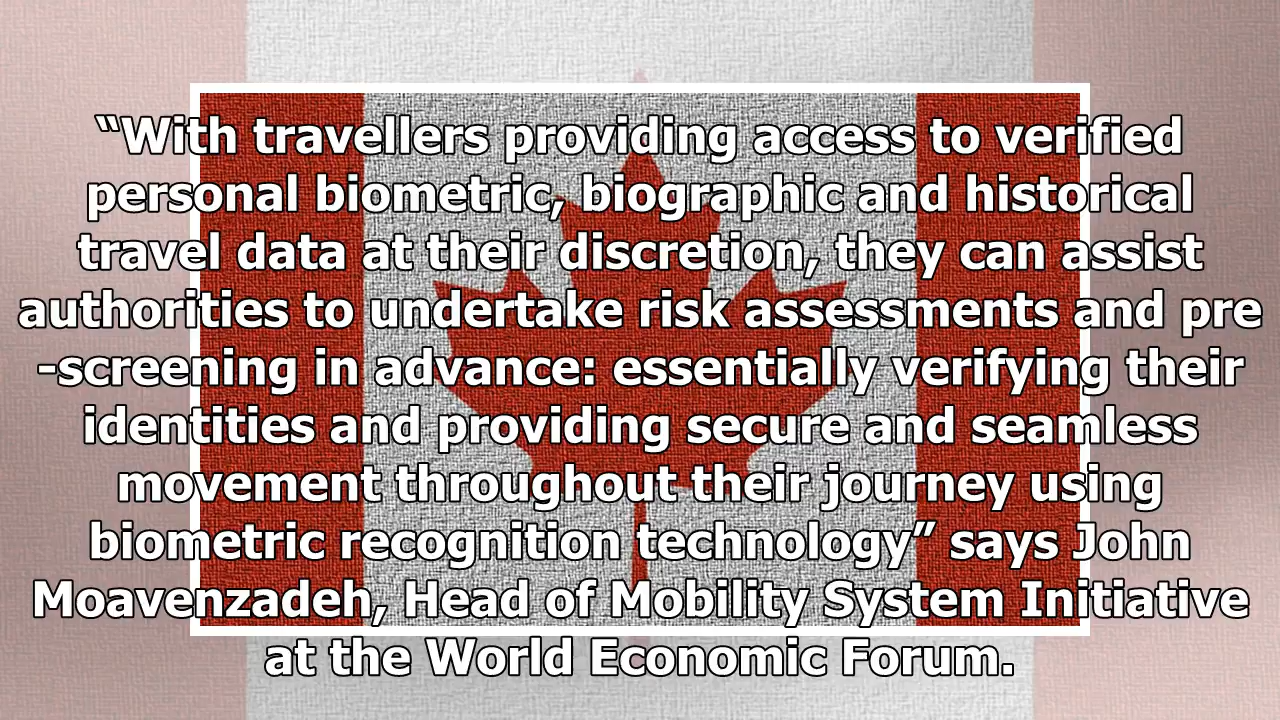 “With travellers providing access to verified
personal biometric, biographic and historical
travel data at their discretion, they can assist
authorities to undertake risk assessments and pre
-screening in advance: essentially verifying their
identities and providing secure and seamless
movement throughout their journey using
biometric recognition technology” says John
Moavenzadeh, Head of Mobility System Initiative
at the World Economic Forum.